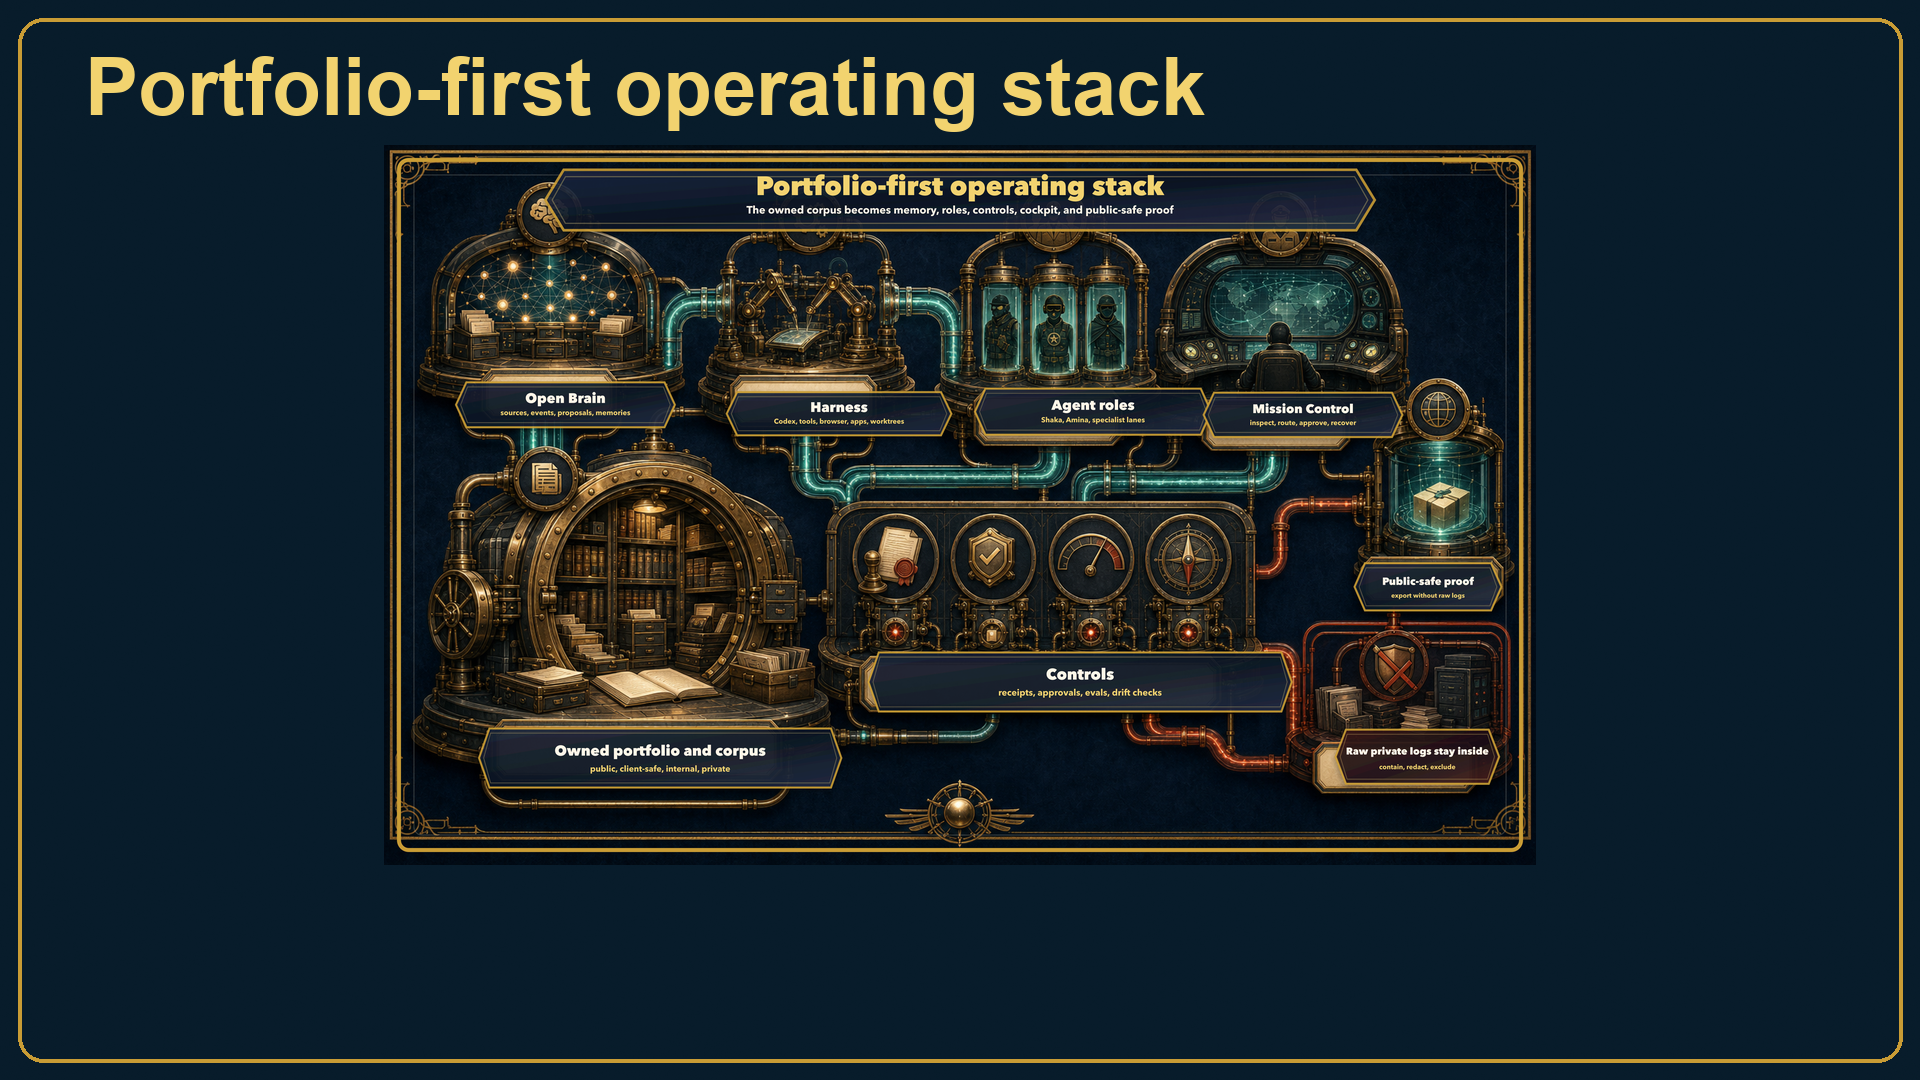 Portfolio-first operating stack
Portfolio-first operating stack
The owned corpus becomes memory, roles, controls, cockpit, and public-safe proof
Open Brain
sources, events, proposals, memories
Harness
Codex, tools, browser, apps, worktrees
Agent roles
Shaka, Amina, specialist lanes
Mission Control
inspect, route, approve, recover
Public-safe proof
export without raw logs
Controls
receipts, approvals, evals, drift checks
Owned portfolio and corpus
public, client-safe, internal, private
Raw private logs stay inside
contain, redact, exclude